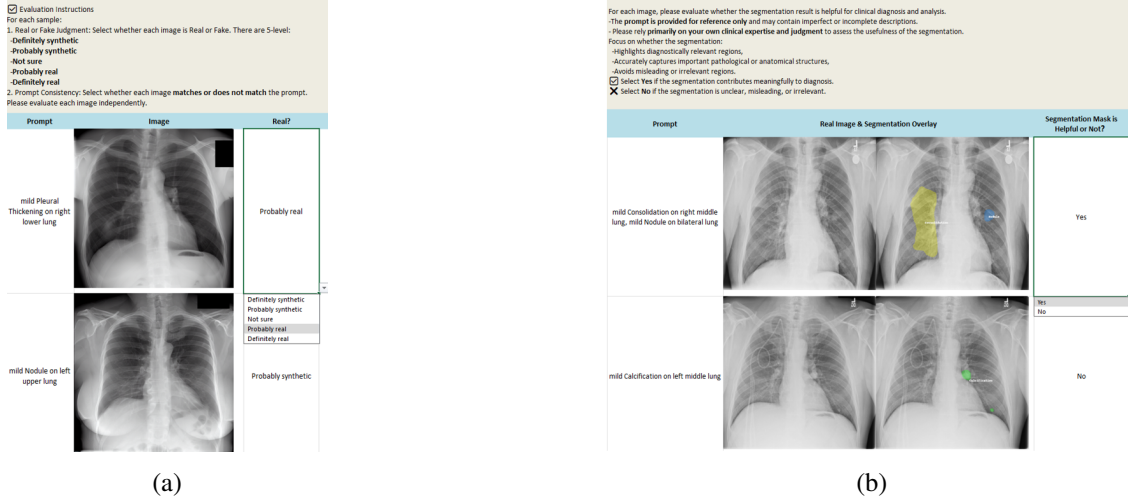 Evaluation Instructions
For each sample:
1. Real or Fake Judgment: Select whether each image is Real or Fake. There are 5-level:
-Definitely synthetic
-Probably synthetic
-Not sure
-Probably real
-Definitely real
2. Prompt Consistency: Select whether each image matches or does not match the prompt.
Please evaluate each image independently.
Prompt Image Real?
mild Pleural
Thickening on right
lower lung
Probably real
Definitely synthetic
Probably synthetic
Not sure
Probably real
Definitely real
mild Nodule on left
upper lung
Probably synthetic
(a)
For each image, please evaluate whether the segmentation result is helpful for clinical diagnosis and analysis.
-The prompt is provided for reference only and may contain imperfect or incomplete descriptions.
- Please rely primarily on your own clinical expertise and judgment to assess the usefulness of the segmentation.
Focus on whether the segmentation:
-Highlights diagnostically relevant regions,
-Accurately captures important pathological or anatomical structures,
-Avoids misleading or irrelevant regions.
Select Yes if the segmentation contributes meaningfully to diagnosis.
Select No if the segmentation is unclear, misleading, or irrelevant.
Prompt Real Image & Segmentation Overlay Segmentation Mask is
Helpful or Not?
mild Consolidation on right middle
lung, mild Nodule on bilateral lung
Yes
Yes
No
mild Calcification on left middle lung
No
(b)